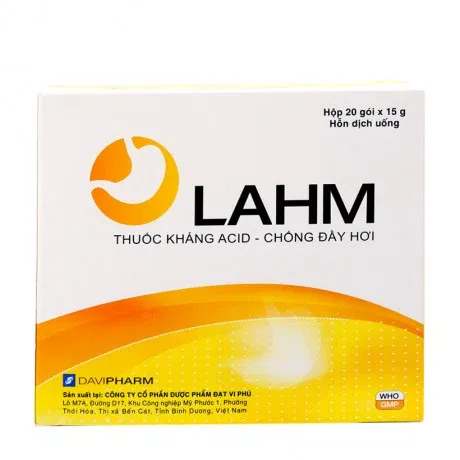 Hộp 20 gói x 15 g
Hỗn dịch uống
LAHM
THUỐC KHÁNG ACID - CHỐNG ĐẦY HƠI
DAVIPHARM
Sản xuất tại: CÔNG TY CỔ PHẦN DƯỢC PHẨM ĐẠT VI PHÚ
Lô M7A, Đường D17, Khu Công nghiệp Mỹ Phước 1, Phường
Thới Hòa, Thị xã Bến Cát, Tỉnh Bình Dương, Việt Nam
WHO
GMP